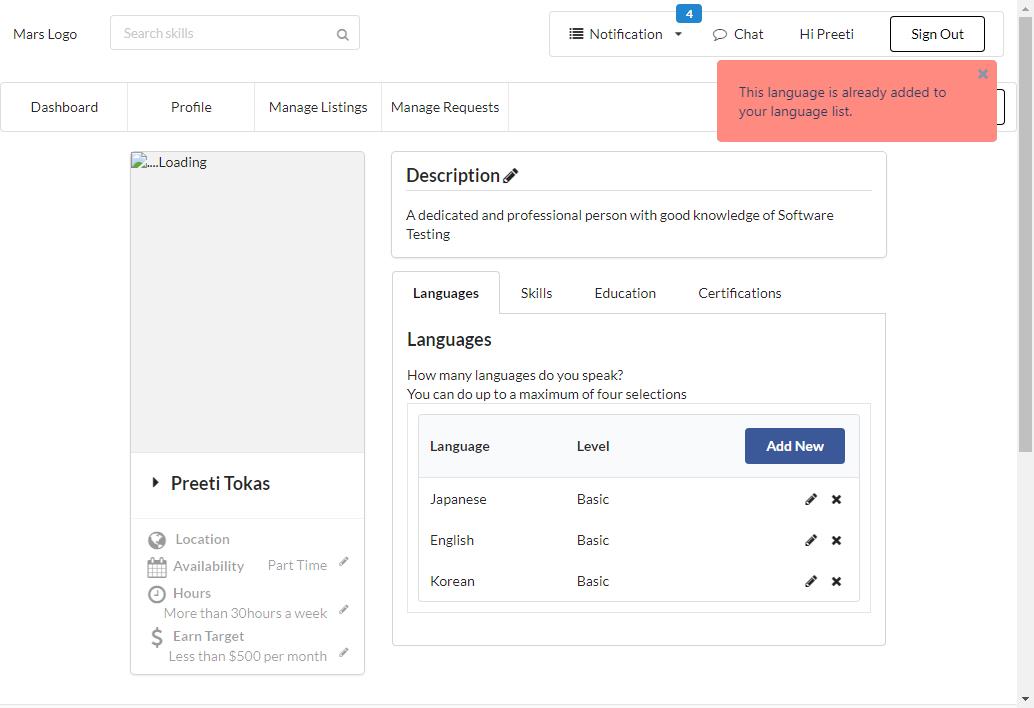 4
Mars Logo
Search skills
Notification
Chat
Hi Preeti
Sign Out
This language is already added to
your language list.
Dashboard
Profile
Manage Listings
Manage Requests
....Loading
Description
A dedicated and professional person with good knowledge of Software
Testing
Languages
Skills
Education
Certifications
Languages
How many languages do you speak?
You can do up to a maximum of four selections
Language
Level
Add New
Japanese
Basic
English
Basic
Korean
Basic
Preeti Tokas
Location
Availability
Part Time
Hours
More than 30hours a week
Earn Target
Less than $500 per month